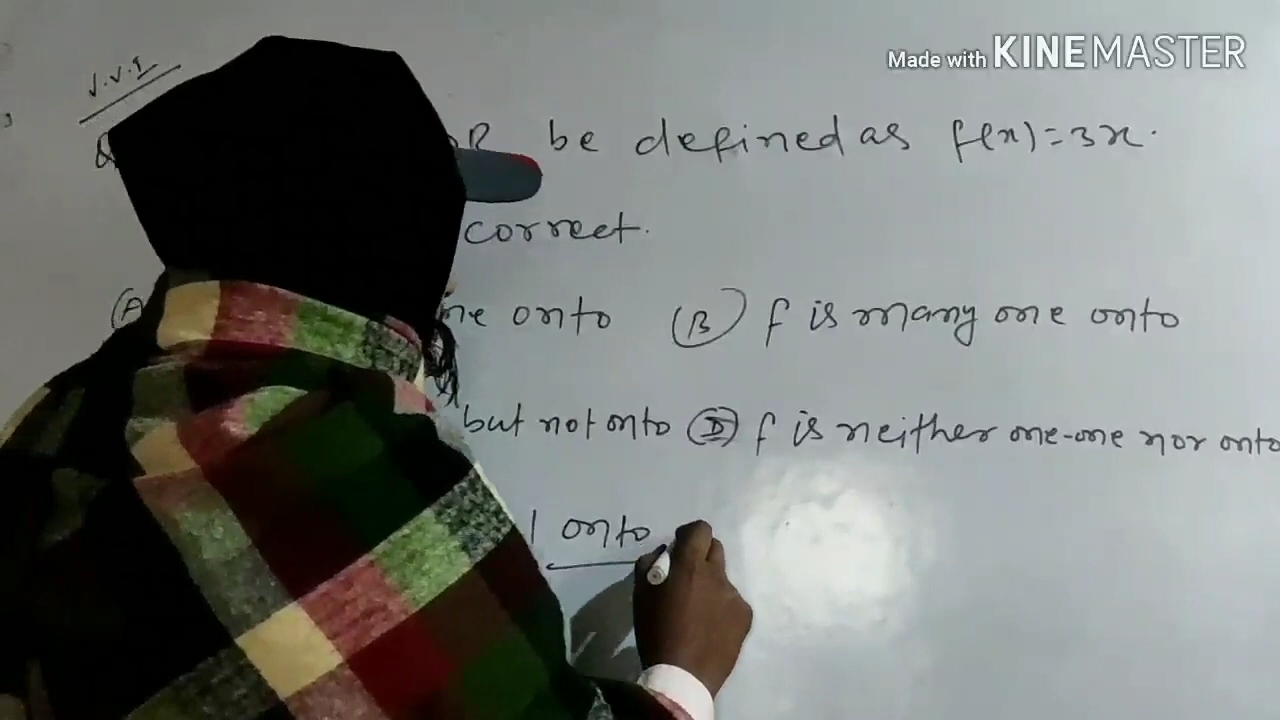 Made with KINEMASTER
V.V.I
R be defined as f(x)=3x.
correct.
(A) onto (B) f is many one onto
but not onto (D) f is neither one-one nor onto
1 onto